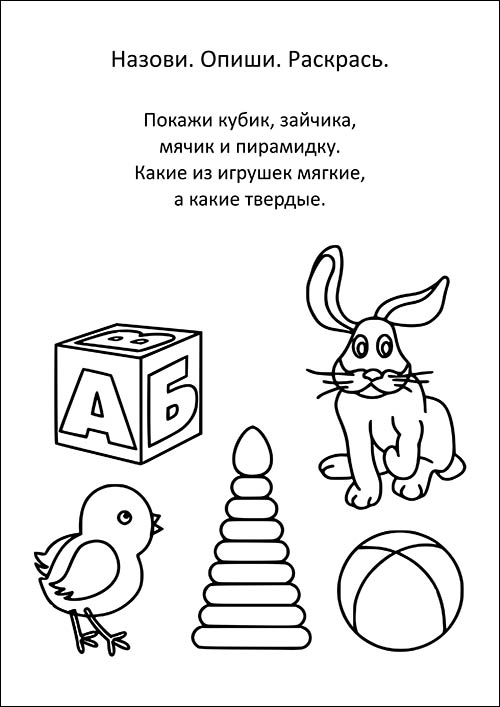 Назови. Опиши. Раскрась.
Покажи кубик, зайчика,
мячик и пирамидку.
Какие из игрушек мягкие,
а какие твердые.
В
А Б